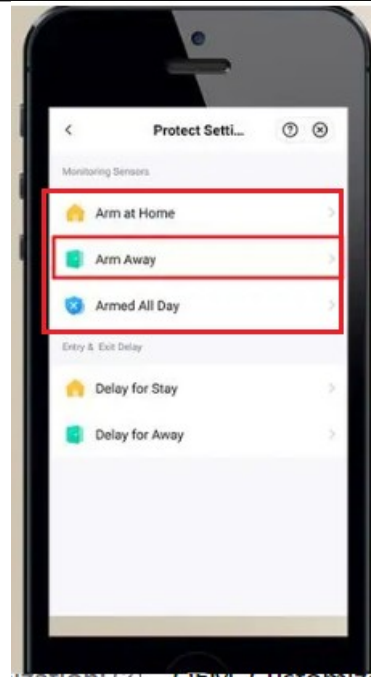 Protect Setti...
Monitoring Sensors
Arm at Home
Arm Away
Armed All Day
Entry & Exit Delay
Delay for Stay
Delay for Away